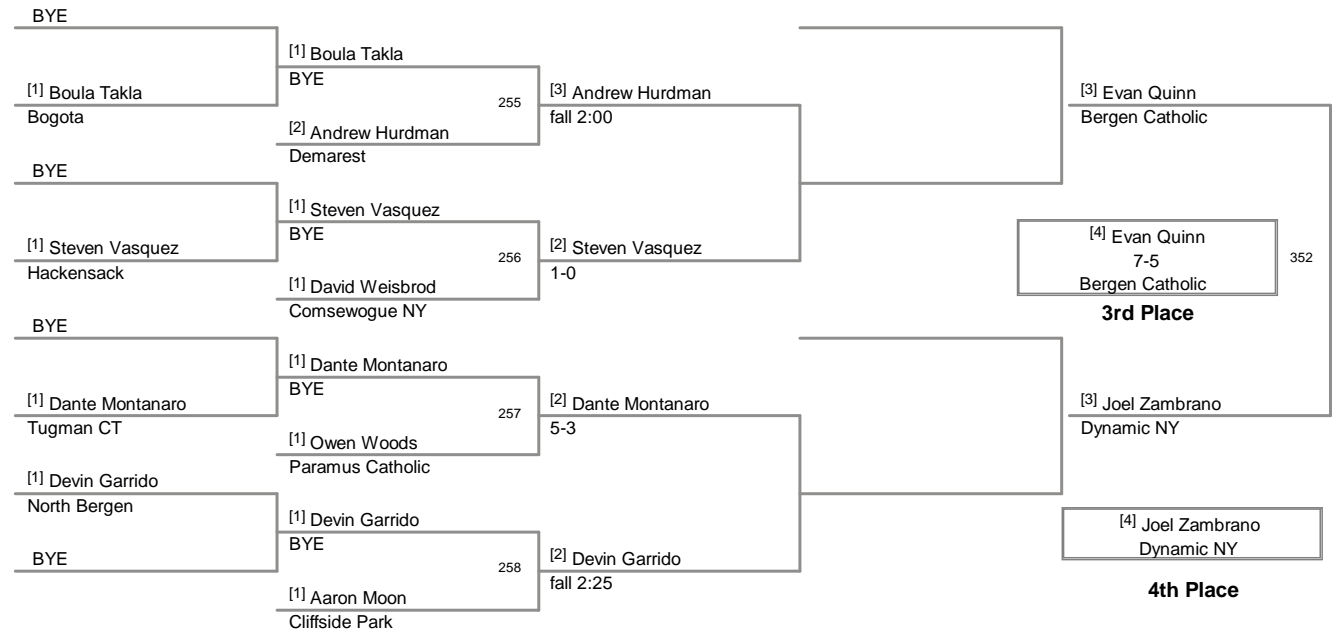 BYE
[1] Boula Takla
Bogota
BYE
[1] Steven Vasquez
Hackensack
BYE
[1] Dante Montanaro
Tugman CT
[1] Devin Garrido
North Bergen
BYE
[1] Boula Takla
BYE
255
[2] Andrew Hurdman
Demarest
[1] Steven Vasquez
BYE
256
[1] David Weisbrod
Comsewogue NY
[1] Dante Montanaro
BYE
257
[1] Owen Woods
Paramus Catholic
[1] Devin Garrido
BYE
258
[1] Aaron Moon
Cliffside Park
[3] Andrew Hurdman
fall 2:00
[2] Steven Vasquez
1-0
[2] Dante Montanaro
5-3
[2] Devin Garrido
fall 2:25
[3] Evan Quinn
Bergen Catholic
[4] Evan Quinn
7-5
Bergen Catholic
352
3rd Place
[3] Joel Zambrano
Dynamic NY
[4] Joel Zambrano
Dynamic NY
4th Place